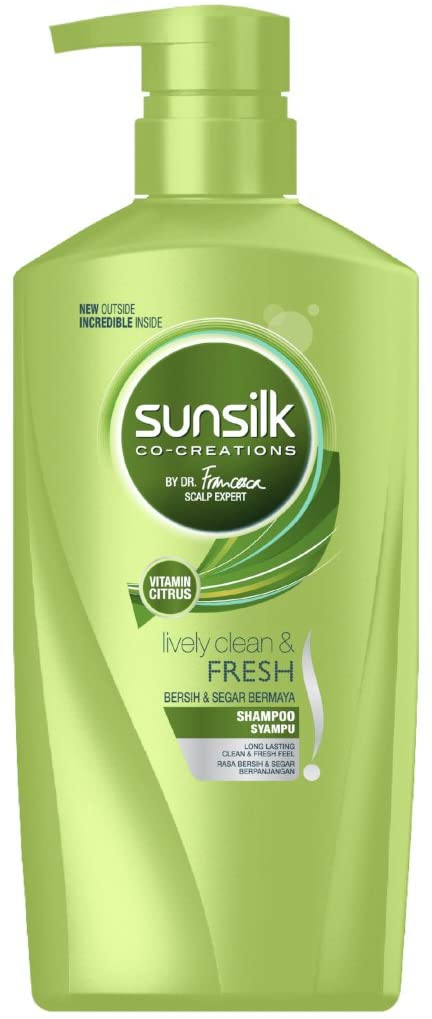 NEW OUTSIDE
INCREDIBLE INSIDE
sunsilk
CO-CREATIONS
BY DR. Francesca
SCALP EXPERT
VITAMIN
CITRUS
lively clean &
FRESH
BERSIH & SEGAR BERMAYA
SHAMPOO
SYAMPU
LONG LASTING
CLEAN & FRESH FEEL
RASA BERSIH & SEGAR
BERPANJANGAN